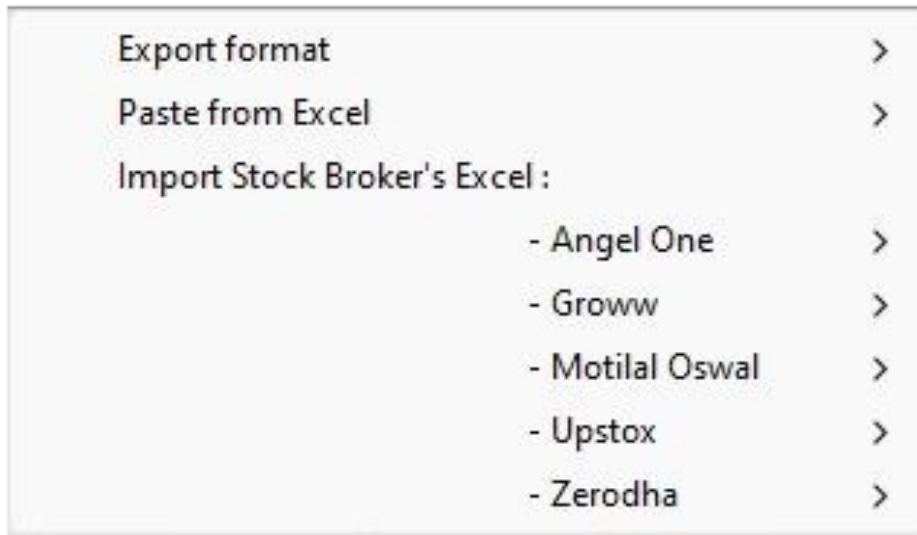 Export format >
Paste from Excel >
Import Stock Broker's Excel :
- Angel One >
- Groww >
- Motilal Oswal >
- Upstox >
- Zerodha >